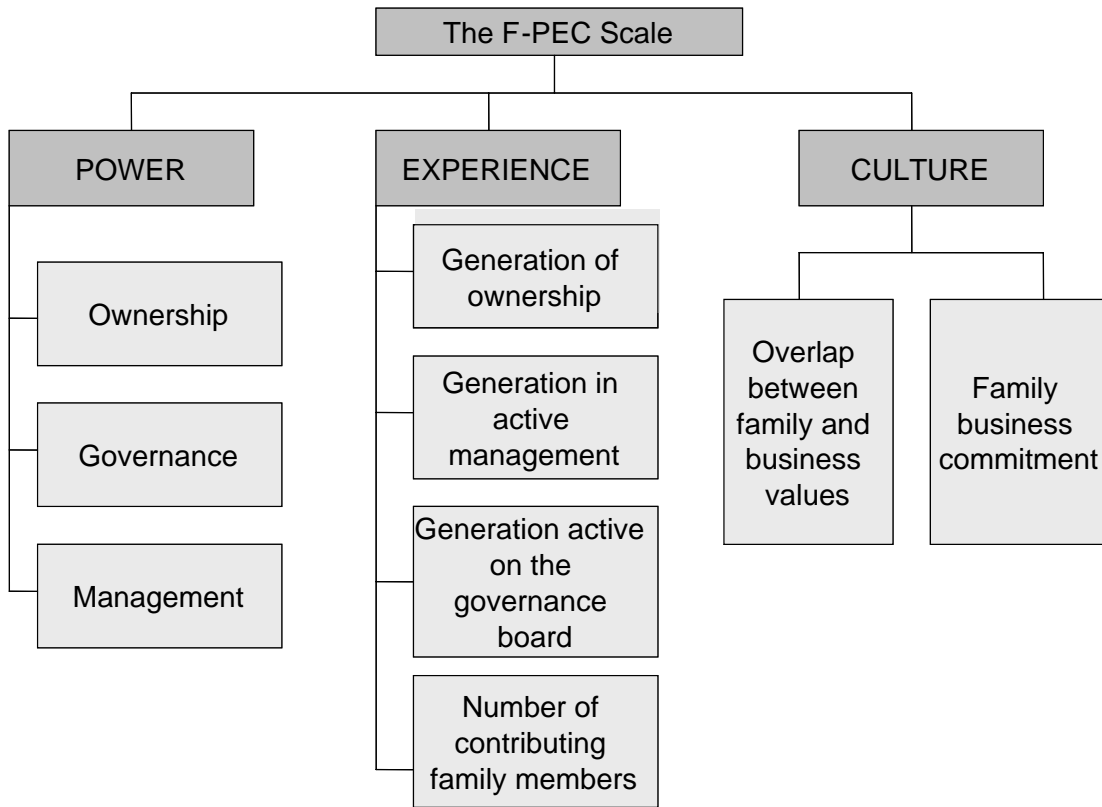 The F-PEC Scale
POWER
EXPERIENCE
CULTURE
Ownership
Governance
Management
Generation of
ownership
Generation in
active
management
Generation active
on the
governance
board
Number of
contributing
family members
Overlap
between
family and
business
values
Family
business
commitment